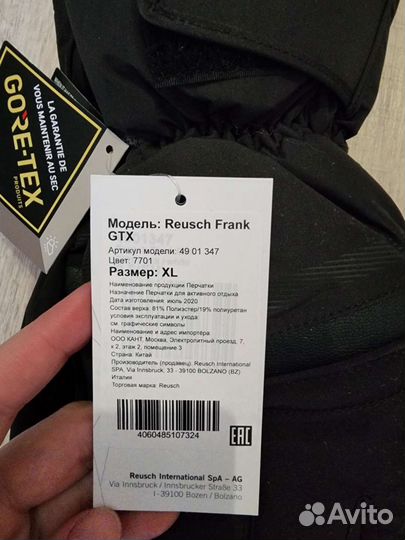 GORE-TEX
PRODUCTS
LA GARANTIE DE
VOUS MAINTENIR AU SEC
Модель: Reusch Frank
GTX
Артикул модели: 49 01 347
Цвет: 7701
Размер: XL
Наименование продукции Перчатки
Назначение Перчатки для активного отдыха
Дата изготовления: июль 2020
Состав верха: 81% Полиэстер/19% полиуретан
условия эксплуатации и ухода:
см. графические символы
Наименование и адрес импортёра:
ООО КАНТ, Москва, Электролитный проезд, 7,
к 2, этаж 2, помещение 3
Страна: Китай
Производитель (продавец). Reusch International
SPA, Via Innsbruck. 33 - 39100 BOLZANO (BZ)
Италия
Торговая марка: Reusch
4060485107324
EAC
Reusch International SpA – AG
Via Innsbruck / Innsbrucker Straße 33
I - 39100 Bozen / Bolzano
Avito